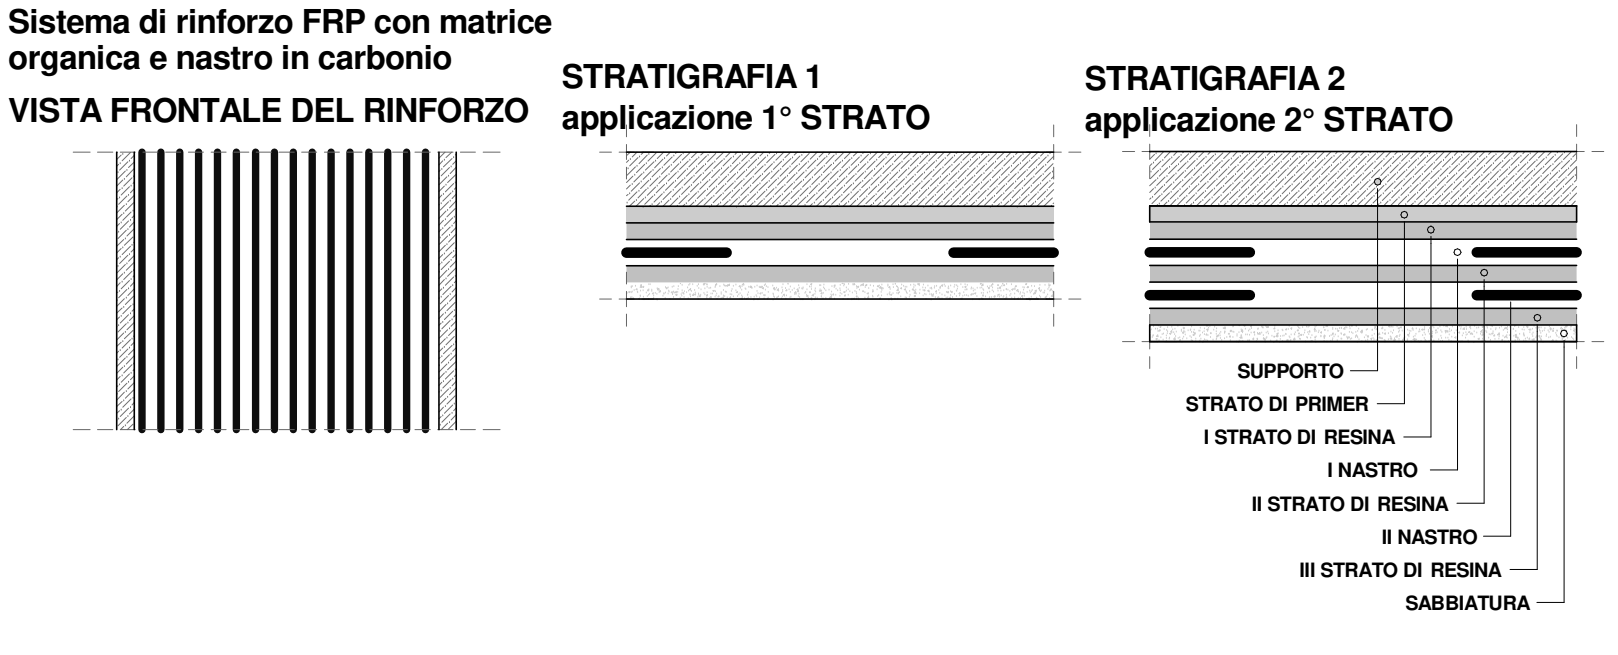 Sistema di rinforzo FRP con matrice
organica e nastro in carbonio
VISTA FRONTALE DEL RINFORZO
STRATIGRAFIA 1
applicazione 1° STRATO
STRATIGRAFIA 2
applicazione 2° STRATO
SUPPORTO
STRATO DI PRIMER
I STRATO DI RESINA
I NASTRO
II STRATO DI RESINA
II NASTRO
III STRATO DI RESINA
SABBIATURA